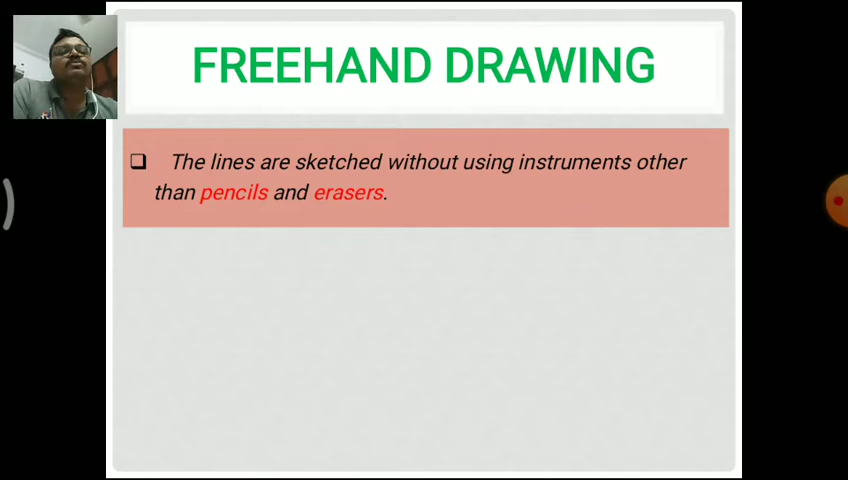 FREEHAND DRAWING
The lines are sketched without using instruments other
than pencils and erasers.